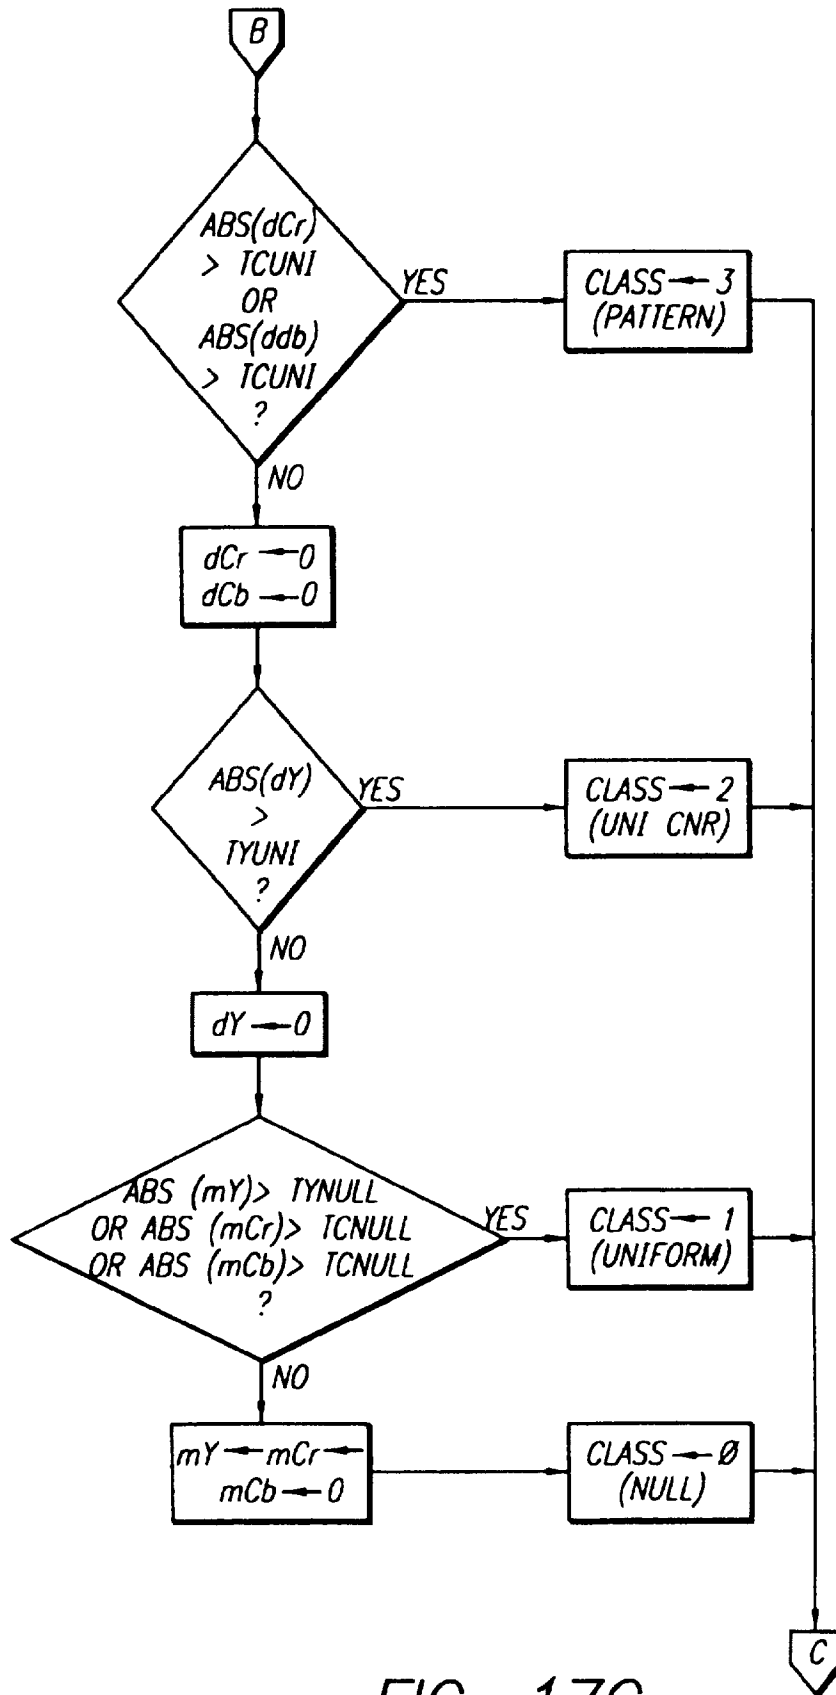 B
ABS(dCr)
> TCUNI
OR
ABS(ddb)
> TCUNI
?
YES
CLASS←3
(PATTERN)
NO
dCr←0
dCb←0
ABS(dY)
>
TYUNI
?
YES
CLASS←2
(UNI CNR)
NO
dY←0
ABS (mY)> TYNULL
OR ABS (mCr)> TCNULL
OR ABS (mCb)> TCNULL
?
YES
CLASS←1
(UNIFORM)
NO
mY←mCr←
mCb←0
CLASS←Ø
(NULL)
C
FIG. 17C